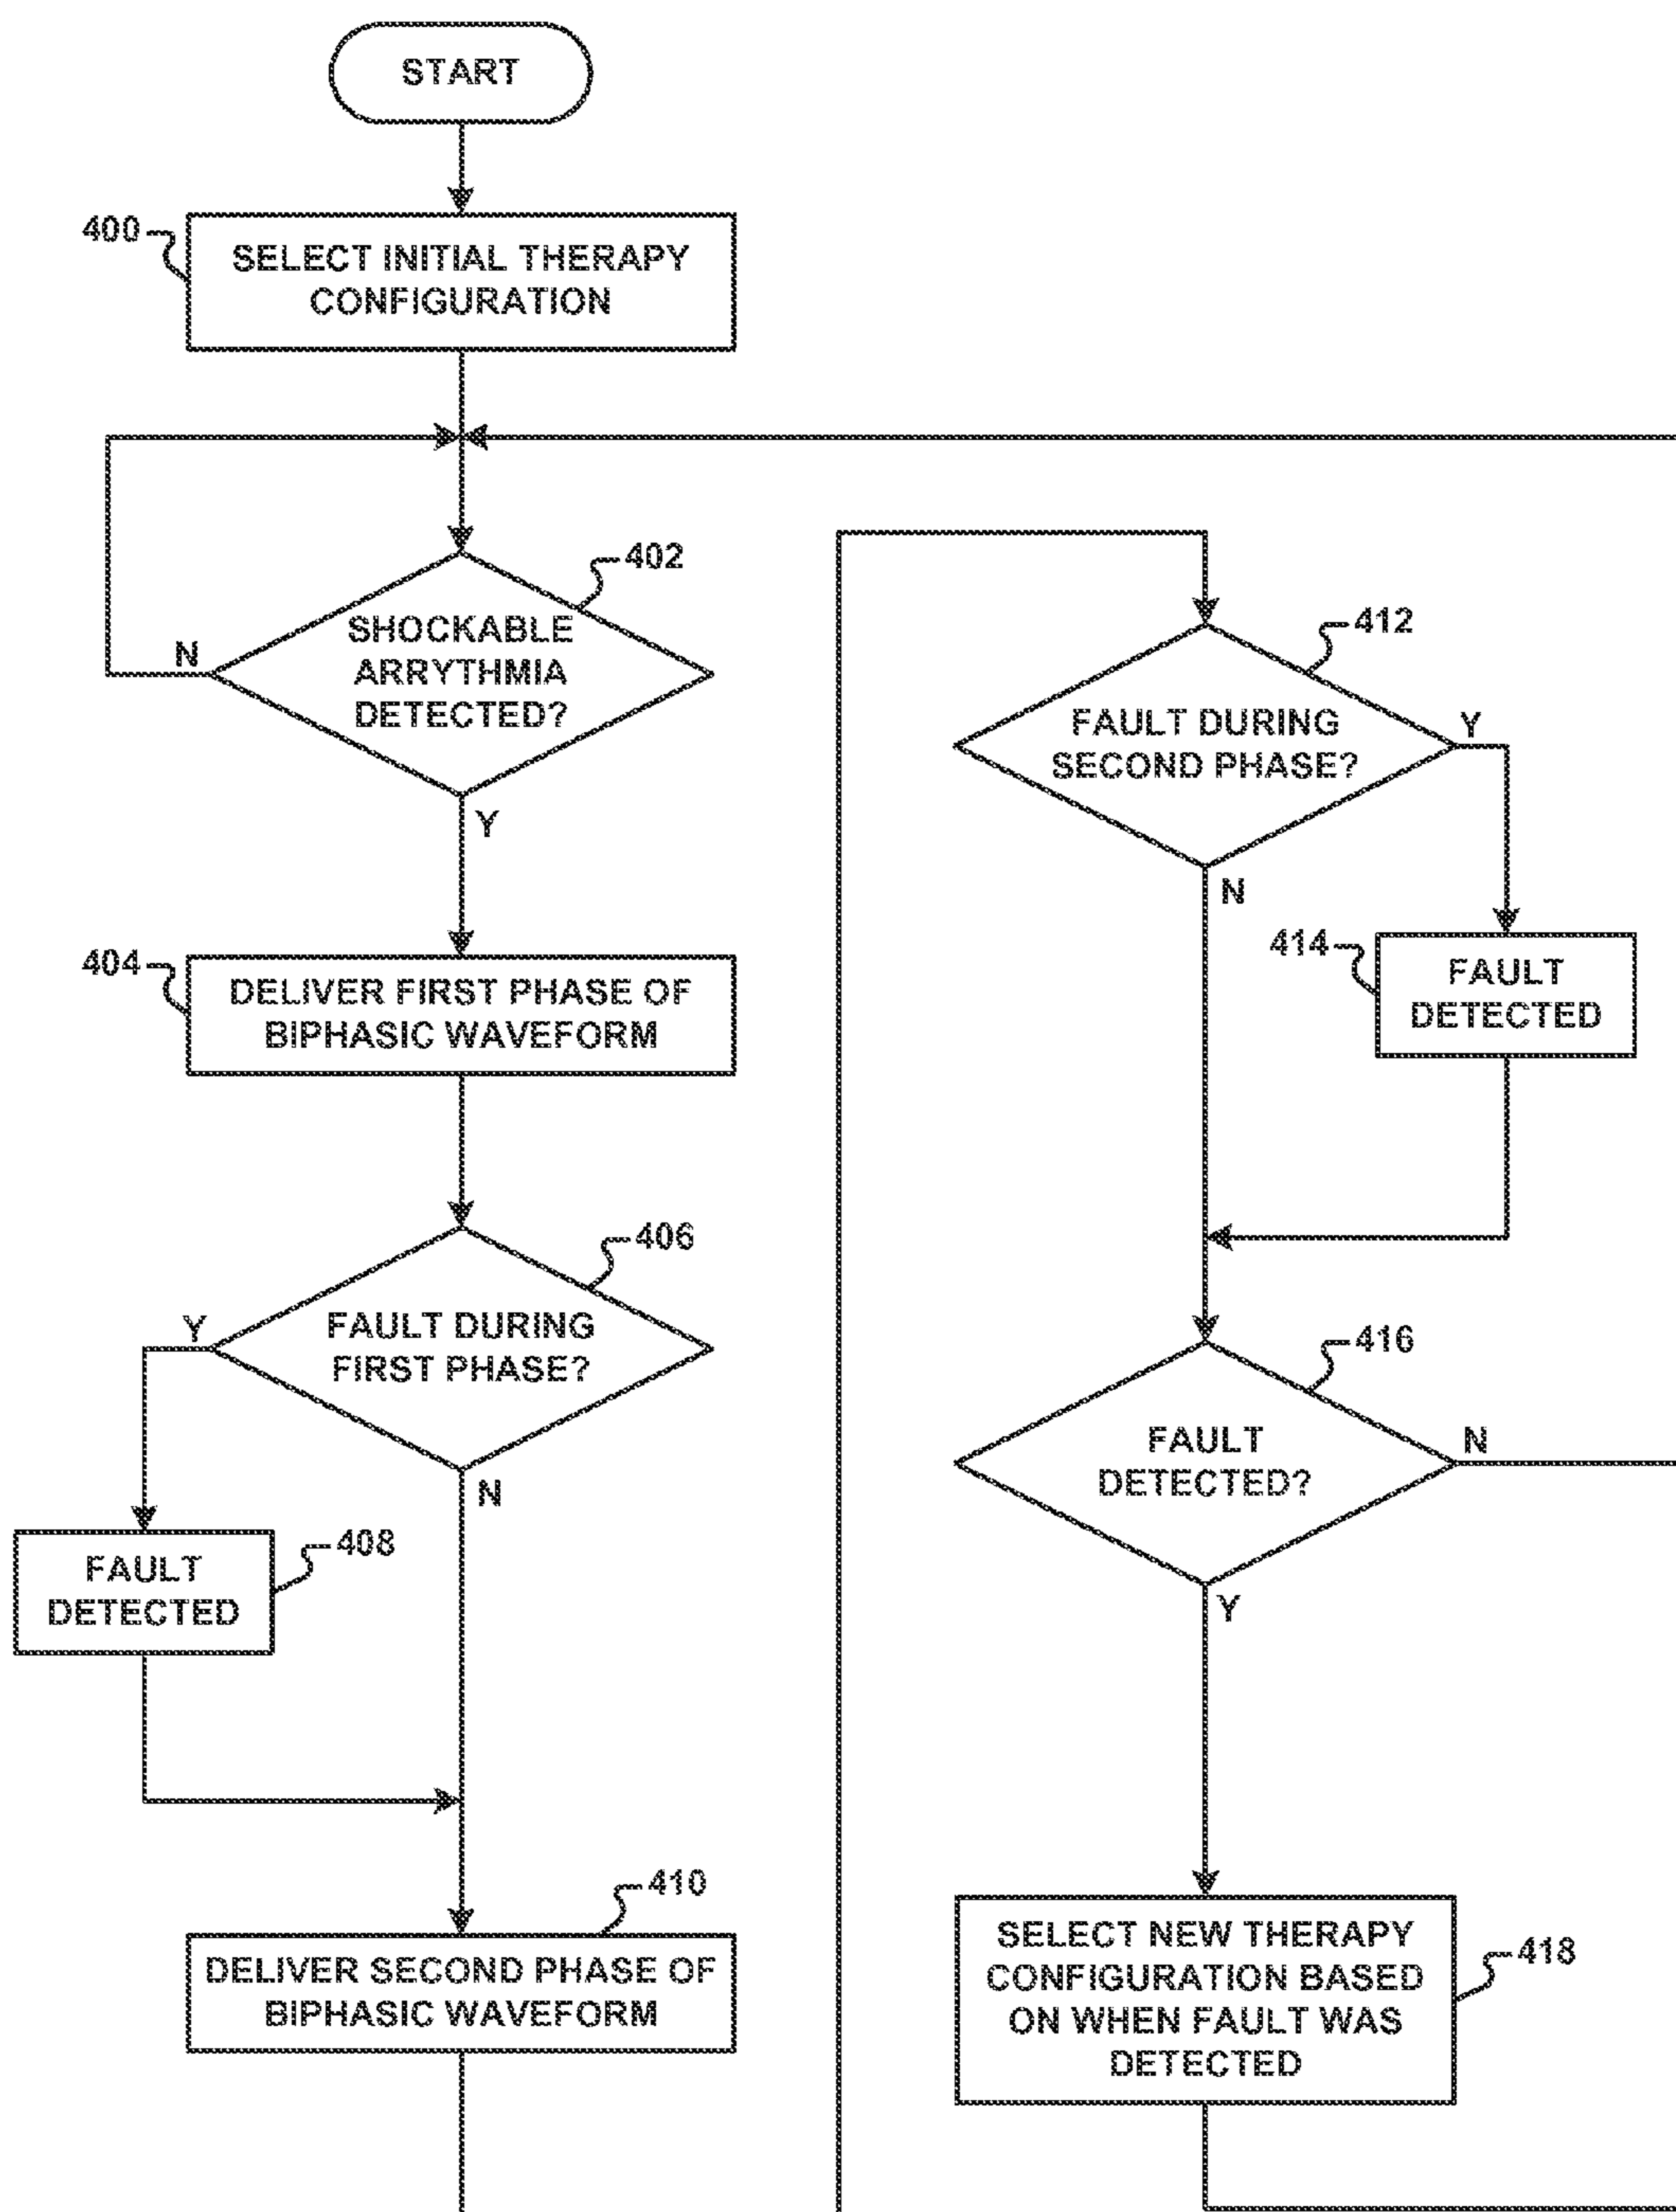 START
400
SELECT INITIAL THERAPY
CONFIGURATION
402
SHOCKABLE
ARRYTHMIA
DETECTED?
N
Y
404
DELIVER FIRST PHASE OF
BIPHASIC WAVEFORM
406
FAULT DURING
FIRST PHASE?
Y
N
408
FAULT
DETECTED
410
DELIVER SECOND PHASE OF
BIPHASIC WAVEFORM
412
FAULT DURING
SECOND PHASE?
Y
N
414
FAULT
DETECTED
416
FAULT
DETECTED?
N
Y
418
SELECT NEW THERAPY
CONFIGURATION BASED
ON WHEN FAULT WAS
DETECTED